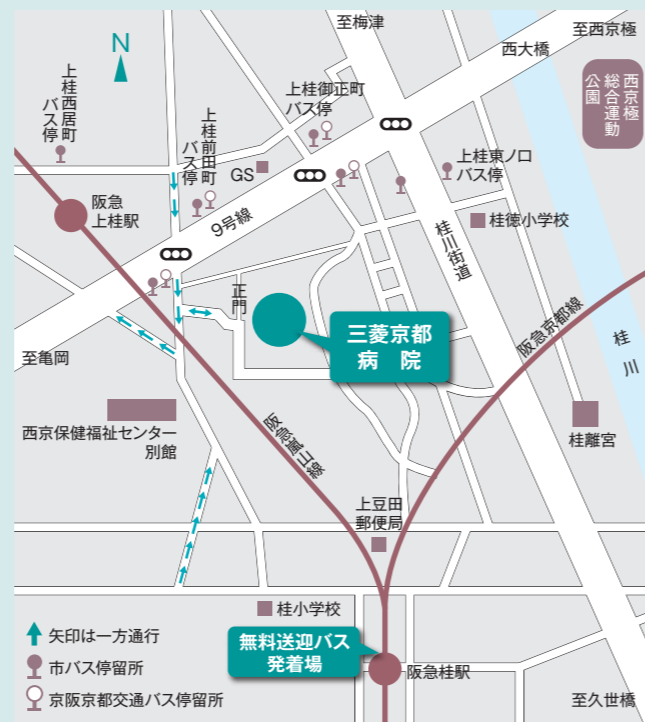 至梅津
至西京極
西大橋
N
上桂西居町
バス停
上桂前田町
バス停
上桂御正町
バス停
西京極
総合運動
公園
GS
上桂東ノ口
バス停
阪急
上桂駅
9号線
桂徳小学校
桂川街道
正門
三菱京都
病　院
阪急京都線
桂川
至亀岡
西京保健福祉センター
別館
阪急嵐山線
桂離宮
上豆田
郵便局
桂小学校
矢印は一方通行
無料送迎バス
発着場
市バス停留所
阪急桂駅
京阪京都交通バス停留所
至久世橋